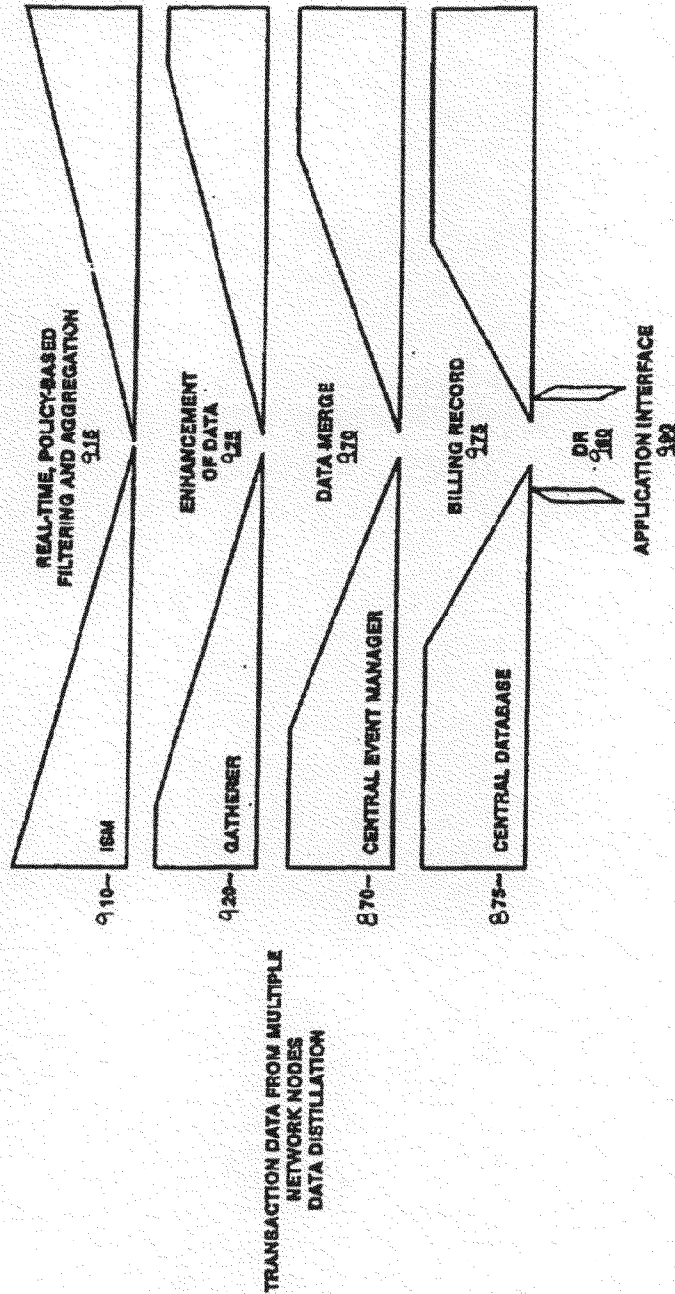 TRANSACTION DATA FROM MULTIPLE
NETWORK NODES
DATA DISTILLATION
REAL-TIME, POLICY-BASED
FILTERING AND AGGREGATION
915
910
ISM
ENHANCEMENT
OF DATA
925
920
GATHERER
DATA MERGE
970
870
CENTRAL EVENT MANAGER
BILLING RECORD
975
875
CENTRAL DATABASE
DR
980
APPLICATION INTERFACE
990